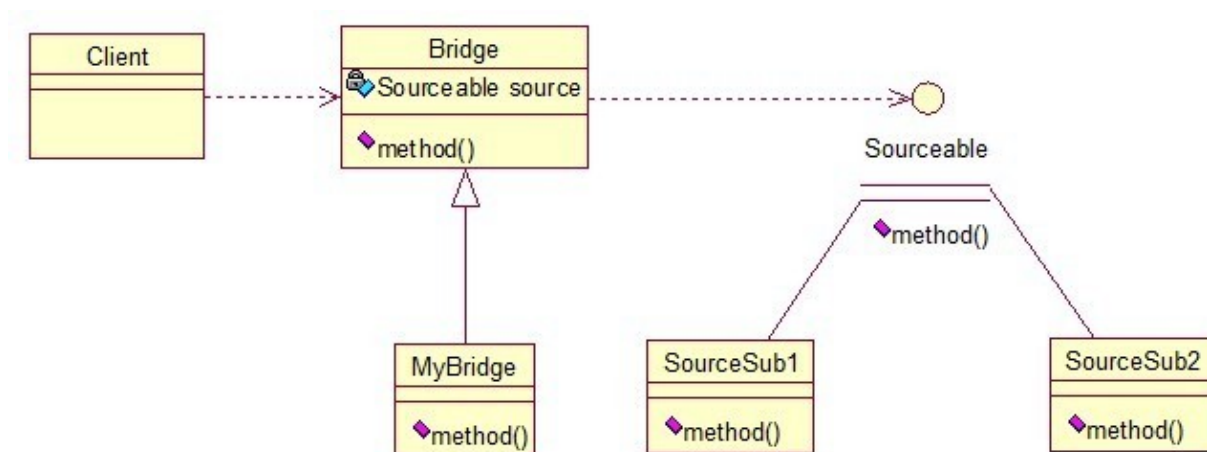 Client
Bridge
Sourceable source
method()
Sourceable
method()
MyBridge
method()
SourceSub1
method()
SourceSub2
method()